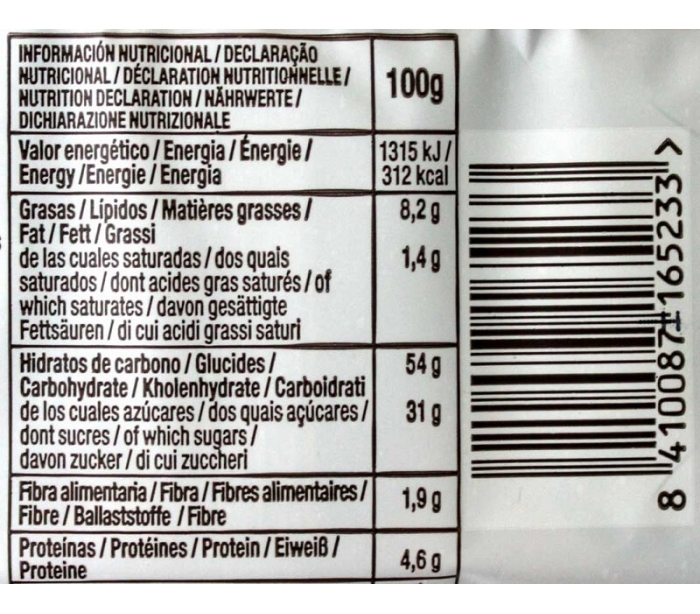 INFORMACIÓN NUTRICIONAL / DECLARAÇÃO
NUTRICIONAL / DÉCLARATION NUTRITIONNELLE /
NUTRITION DECLARATION / NÄHRWERTE /
DICHIARAZIONE NUTRIZIONALE
100g
Valor energético / Energia / Énergie /
Energy /Energie / Energia
1315 kJ /
312 kcal
Grasas / Lípidos / Matières grasses /
Fat / Fett / Grassi
8,2 g
de las cuales saturadas / dos quais
saturados / dont acides gras saturés / of
which saturates / davon gesättigte
Fettsäuren / di cui acidi grassi saturi
1,4 g
Hidratos de carbono / Glucides /
Carbohydrate / Kholenhydrate / Carboidrati
54 g
de los cuales azúcares / dos quais açúcares /
dont sucres / of which sugars /
davon zucker / di cui zuccheri
31 g
Fibra alimentaria / Fibra / Fibres alimentaires /
Fibre / Ballaststoffe / Fibre
1,9 g
Proteínas / Protéines / Protein / Eiweiß /
Proteine
4,6 g
8 410087 165233 >